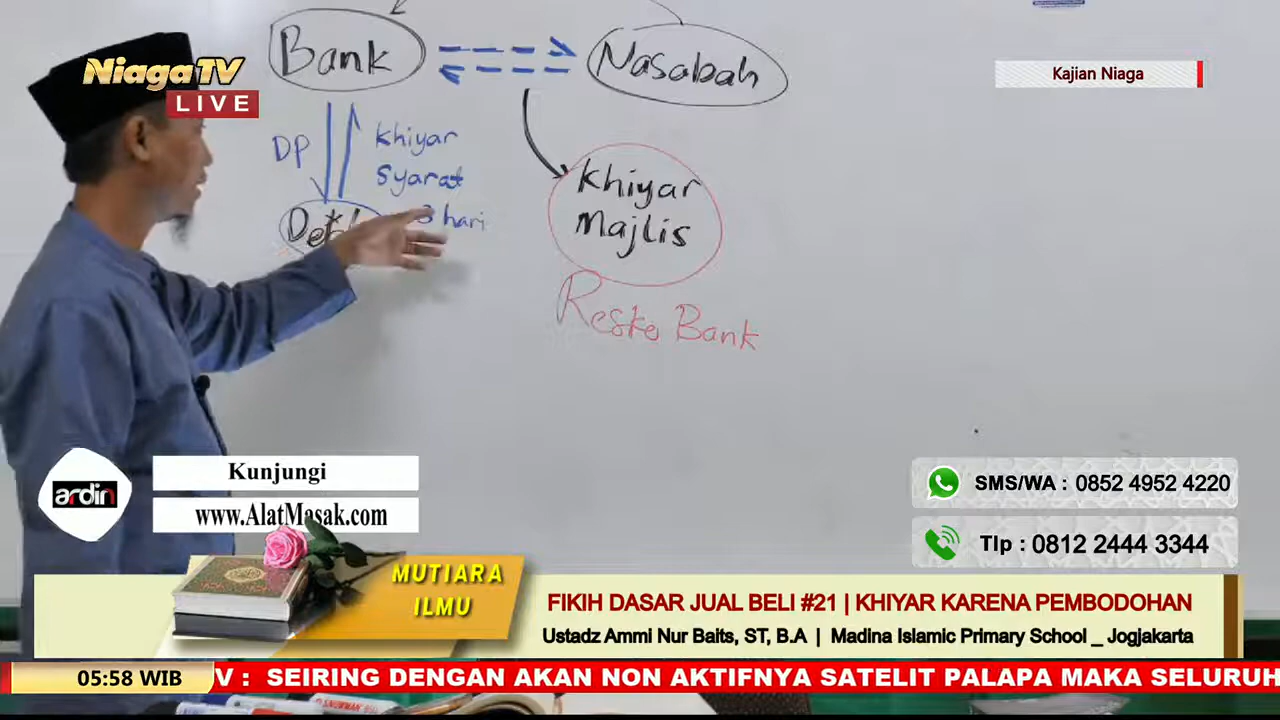 Bank
Nasabah
NiagaTV
LIVE
Kajian Niaga
DP
Khiyar
Syarat
3 hari
Khiyar
Majlis
Resko Bank
Kunjungi
ardin
www.AlatMasak.com
SMS/WA : 0852 4952 4220
Tlp : 0812 2444 3344
MUTIARA
ILMU
FIKIH DASAR JUAL BELI #21 | KHIYAR KARENA PEMBODOHAN
Ustadz Ammi Nur Baits, ST, B.A | Madina Islamic Primary School _ Jogjakarta
05:58 WIB
V : SEIRING DENGAN AKAN NON AKTIFNYA SATELIT PALAPA MAKA SELURUH
SNOWMAN